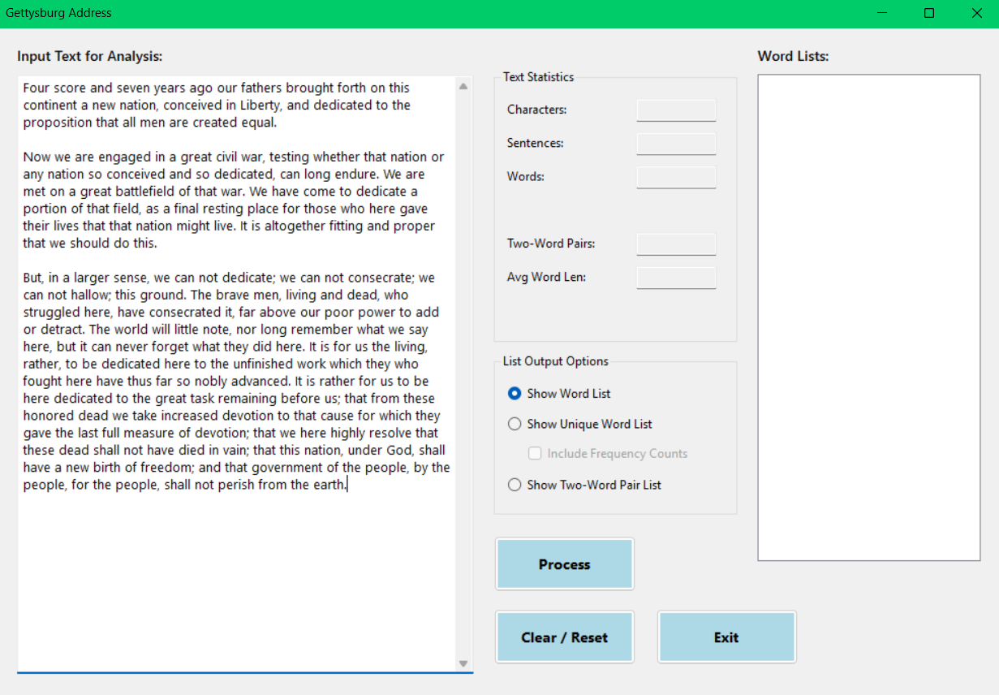 Gettysburg Address
Input Text for Analysis:
Four score and seven years ago our fathers brought forth on this
continent a new nation, conceived in Liberty, and dedicated to the
proposition that all men are created equal.
Now we are engaged in a great civil war, testing whether that nation or
any nation so conceived and so dedicated, can long endure. We are
met on a great battlefield of that war. We have come to dedicate a
portion of that field, as a final resting place for those who here gave
their lives that that nation might live. It is altogether fitting and proper
that we should do this.
But, in a larger sense, we can not dedicate; we can not consecrate; we
can not hallow; this ground. The brave men, living and dead, who
struggled here, have consecrated it, far above our poor power to add
or detract. The world will little note, nor long remember what we say
here, but it can never forget what they did here. It is for us the living,
rather, to be dedicated here to the unfinished work which they who
fought here have thus far so nobly advanced. It is rather for us to be
here dedicated to the great task remaining before us; that from these
honored dead we take increased devotion to that cause for which they
gave the last full measure of devotion; that we here highly resolve that
these dead shall not have died in vain; that this nation, under God, shall
have a new birth of freedom; and that government of the people, by the
people, for the people, shall not perish from the earth.
Text Statistics
Characters:
Sentences:
Words:
Two-Word Pairs:
Avg Word Len:
List Output Options
Show Word List
Show Unique Word List
Include Frequency Counts
Show Two-Word Pair List
Process
Clear / Reset
Exit
Word Lists: